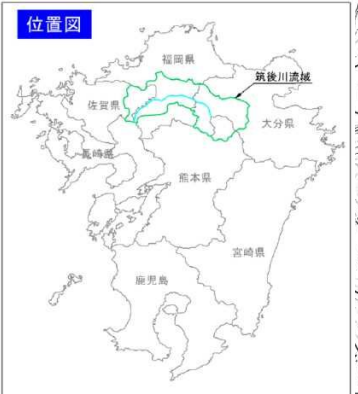 位置図
福岡県
筑後川流域
佐賀県
大分県
長崎県
熊本県
宮崎県
鹿児島